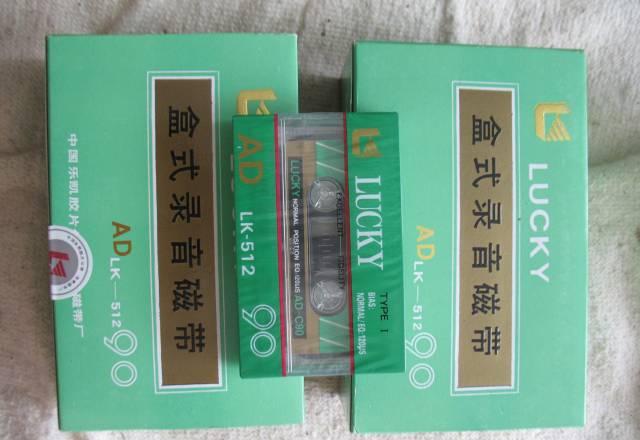 盒式录音磁带
AD LK—512 90
中国乐凯胶片
磁带厂
AD
LK-512
90
LUCKY
NORMAL POSITION EQ 120µS
AD-C90
EXCELLENT
LUCKY
TYPE I
BIAS:
NORMAL/EQ:120µS
LUCKY
盒式录音磁带
AD LK—512 90